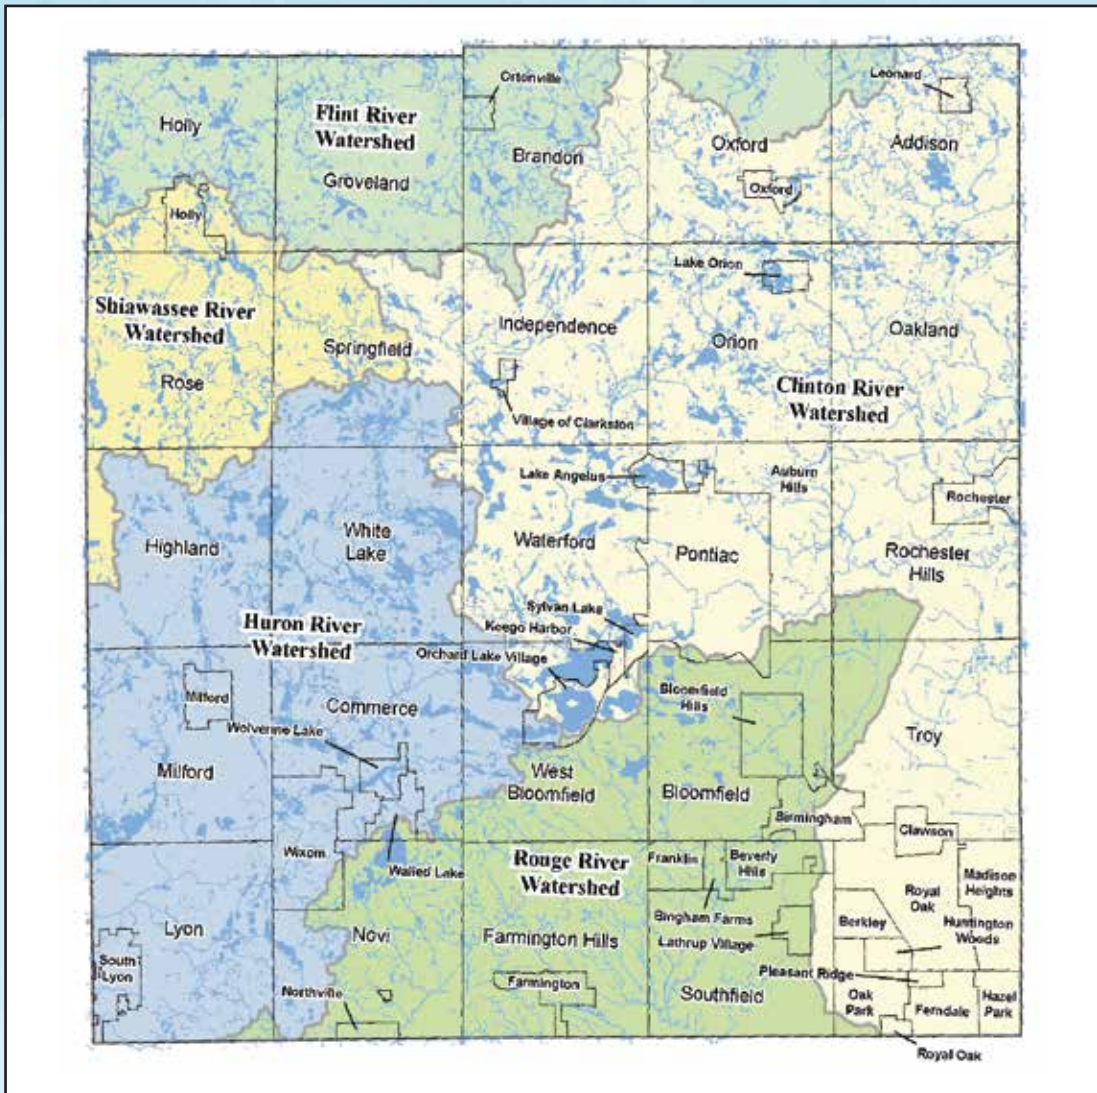 Ortonville
Leonard
Flint River
Watershed
Holly
Groveland
Brandon
Oxford
Addison
Oxford
Holly
Lake Orion
Shiawassee River
Watershed
Rose
Springfield
Independence
Orion
Oakland
Clinton River
Watershed
Village of Clarkston
Lake Angelus
Auburn
Hills
Rochester
Highland
White
Lake
Waterford
Pontiac
Rochester
Hills
Sylvan Lake
Keego Harbor
Orchard Lake Village
Huron River
Watershed
Milford
Commerce
Bloomfield
Hills
Wolverine Lake
Troy
Milford
West
Bloomfield
Bloomfield
Birmingham
Clawson
Wixom
Walled Lake
Rouge River
Watershed
Franklin
Beverly
Hills
Madison
Heights
Royal
Oak
Bingham Farms
Berkley
Huntington
Woods
Lyon
Novi
Farmington Hills
Lathrup Village
South
Lyon
Pleasant Ridge
Northville
Farmington
Southfield
Oak
Park
Ferndale
Hazel
Park
Royal Oak